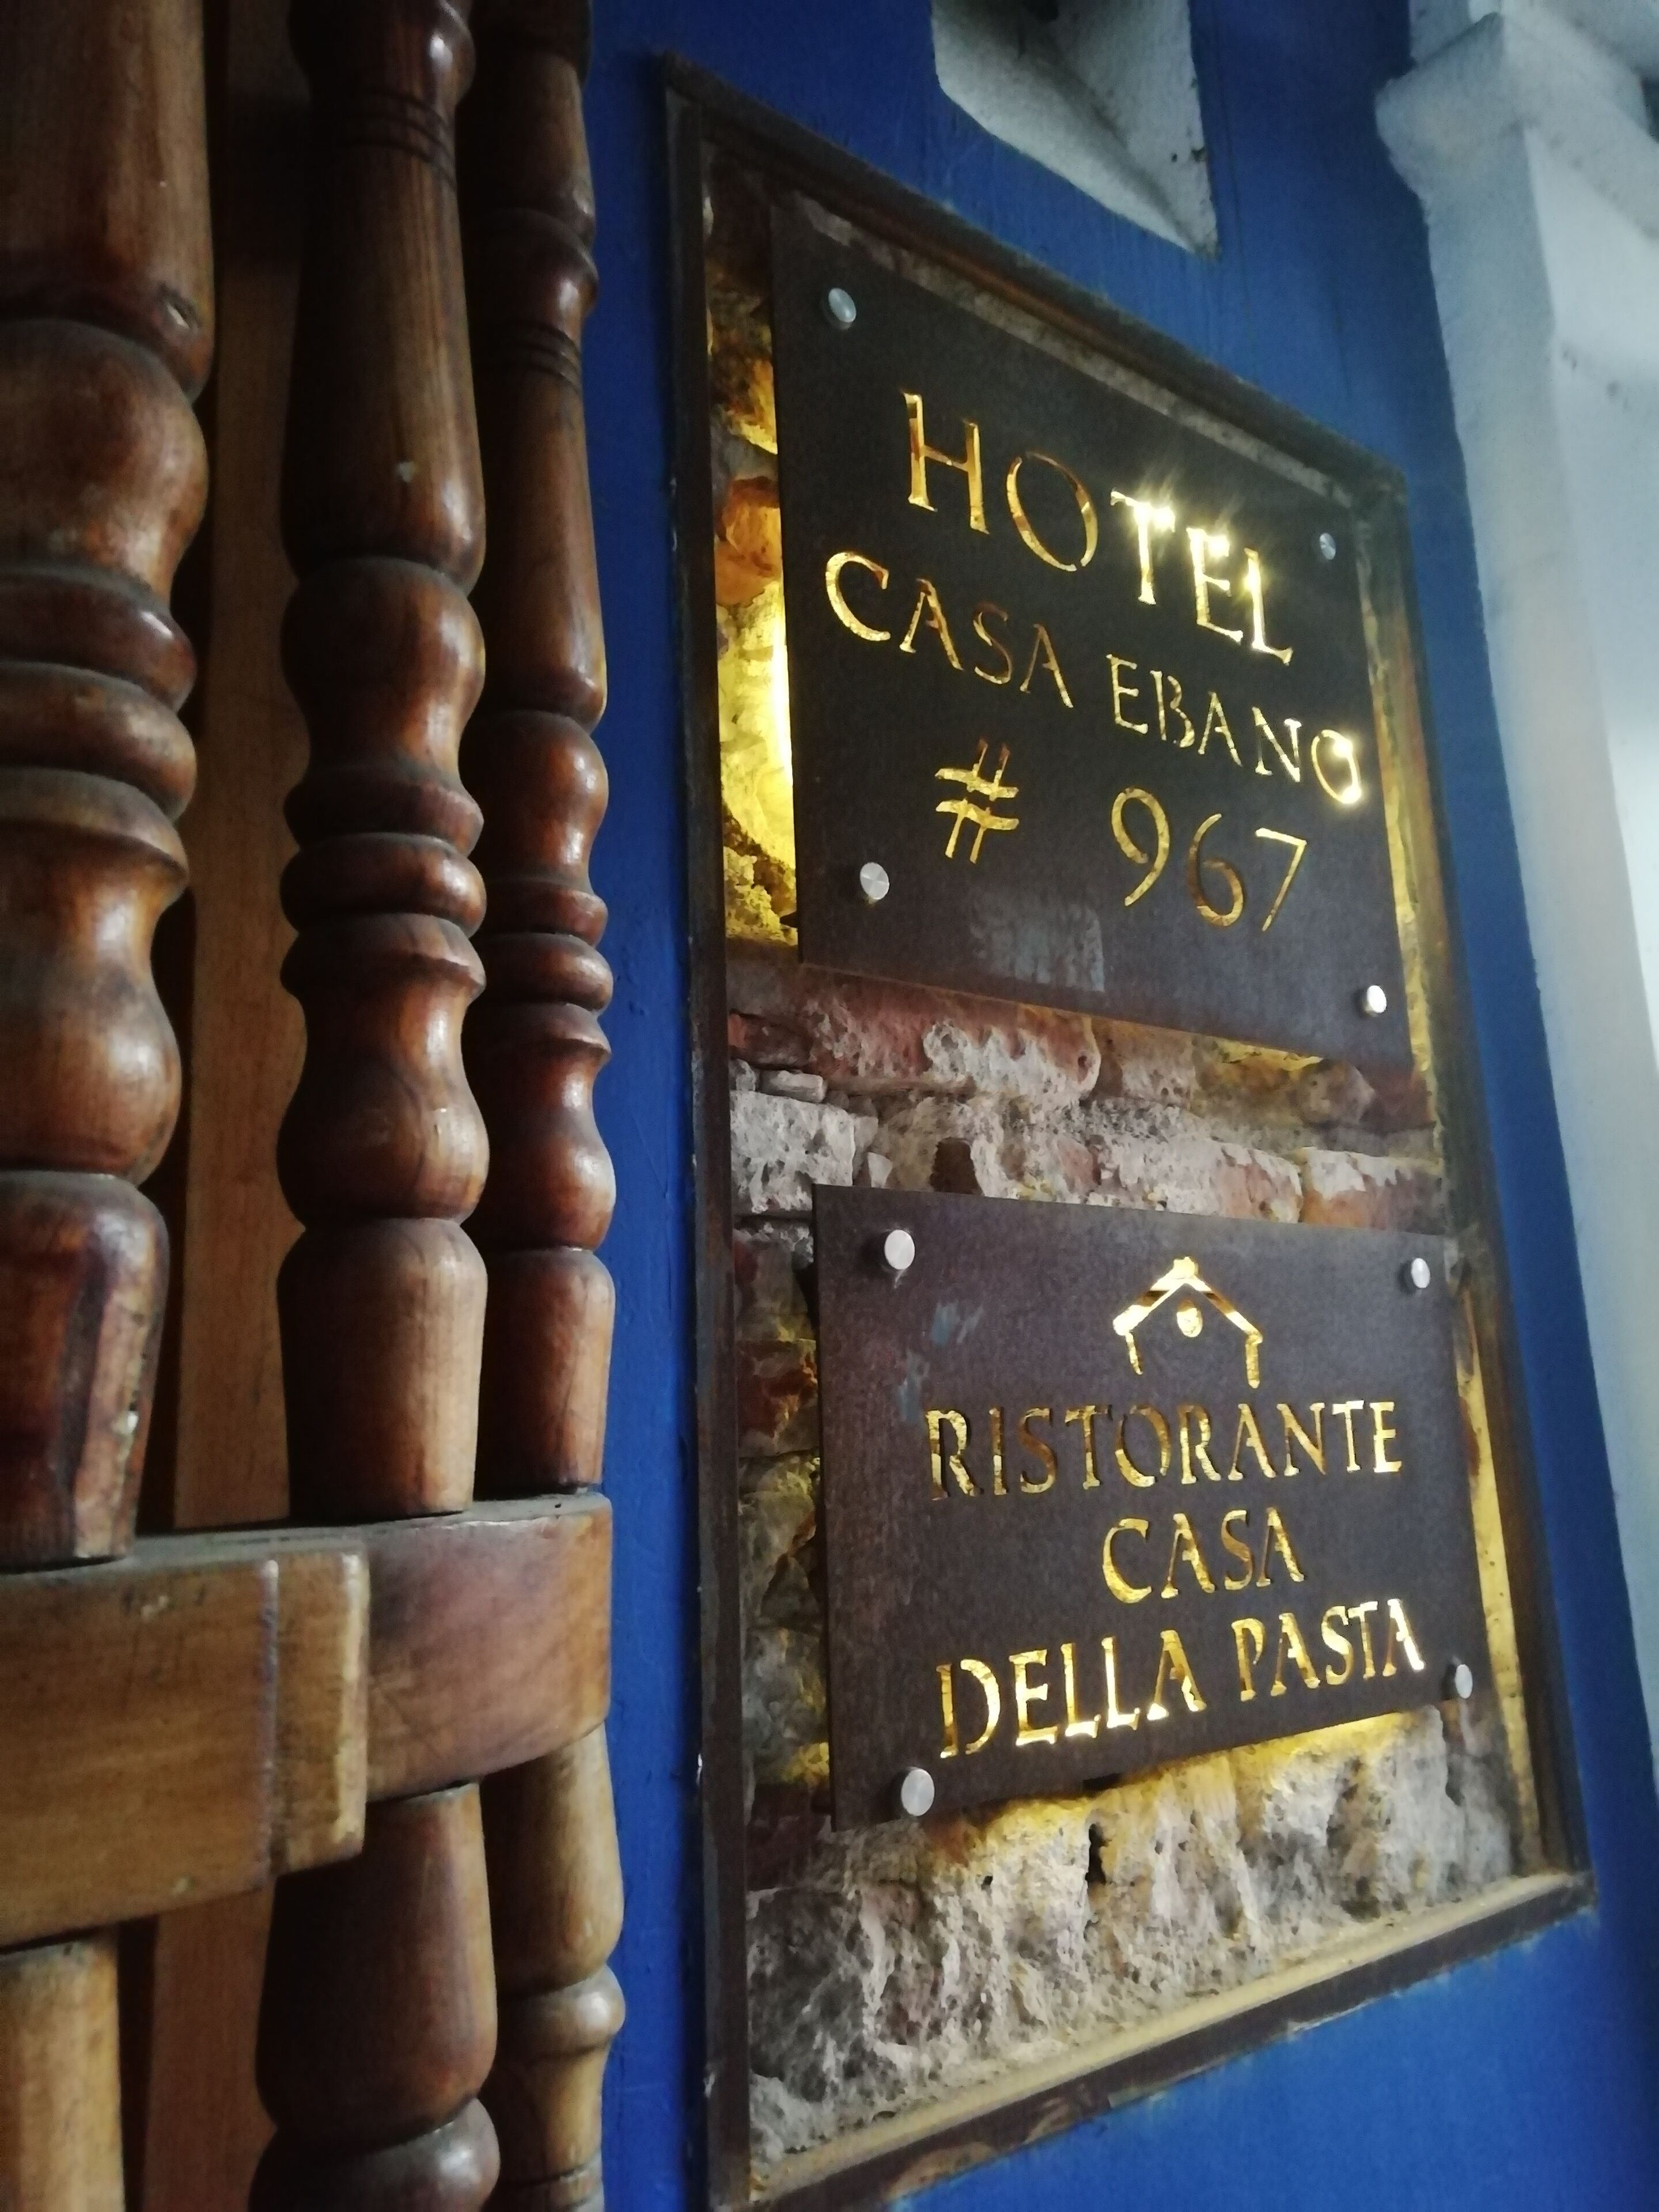 HOTEL
CASA EBANO
# 967
RISTORANTE
CASA
DELLA PASTA